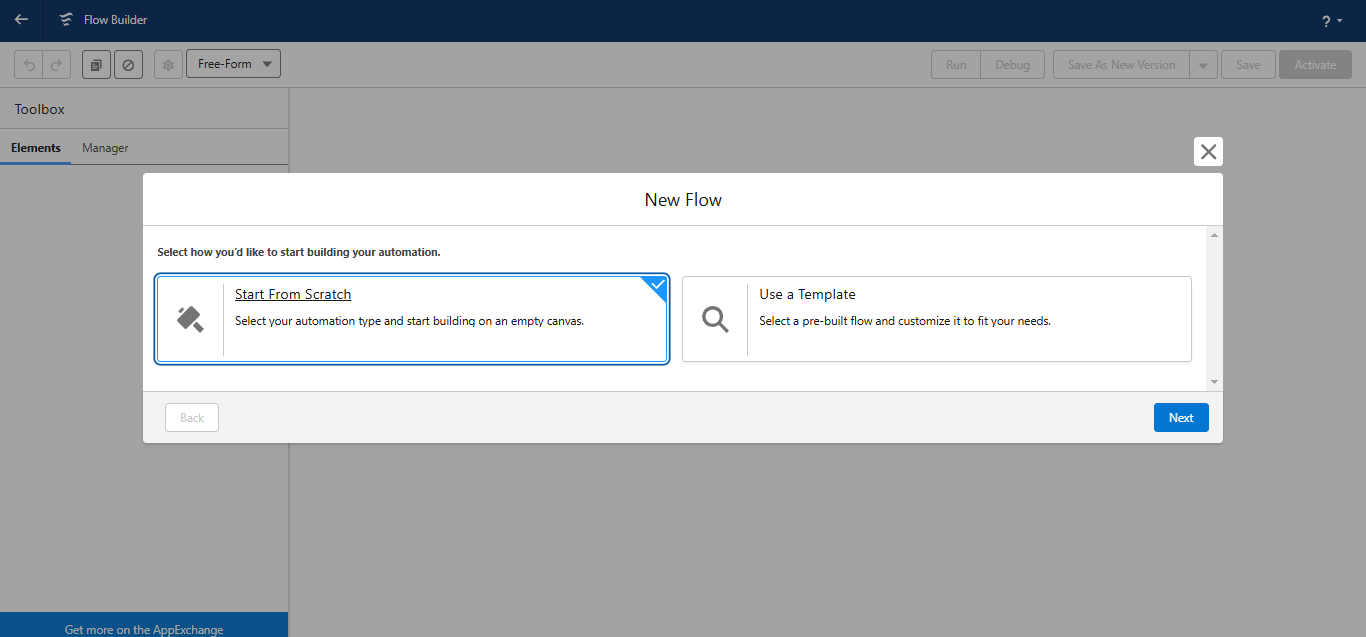 Flow Builder
?
Free-Form
Run
Debug
Save As New Version
Save
Activate
Toolbox
Elements
Manager
New Flow
Select how you'd like to start building your automation.
Start From Scratch
Select your automation type and start building on an empty canvas.
Use a Template
Select a pre-built flow and customize it to fit your needs.
Back
Next
Get more on the AppExchange